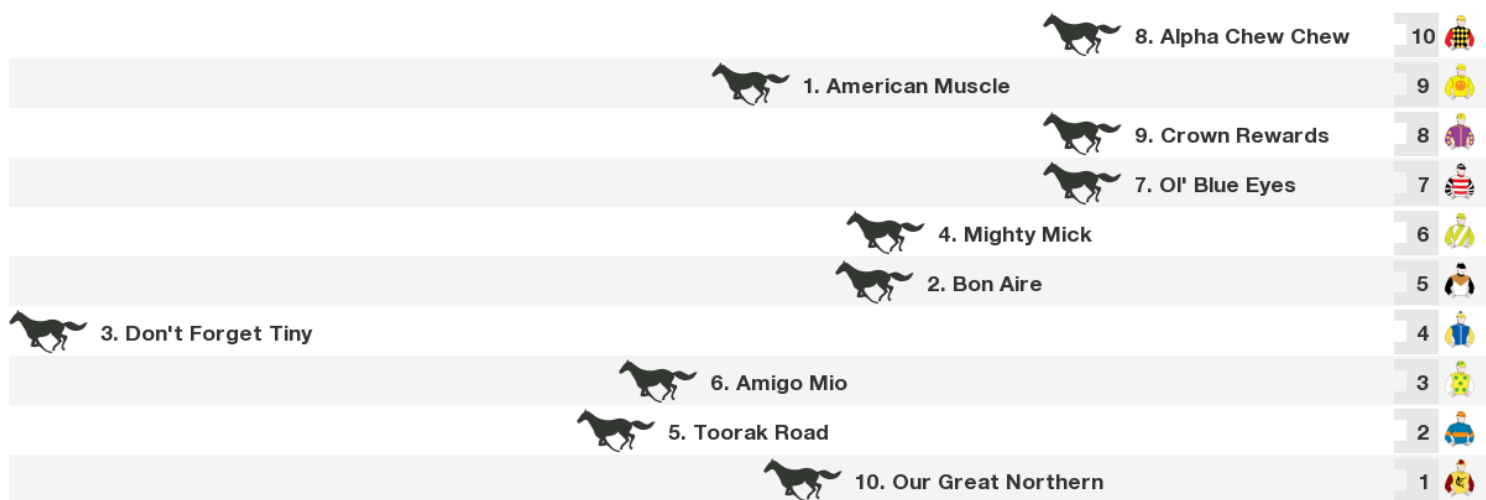 8. Alpha Chew Chew 10
1. American Muscle 9
9. Crown Rewards 8
7. Ol' Blue Eyes 7
4. Mighty Mick 6
2. Bon Aire 5
3. Don't Forget Tiny 4
6. Amigo Mio 3
5. Toorak Road 2
10. Our Great Northern 1